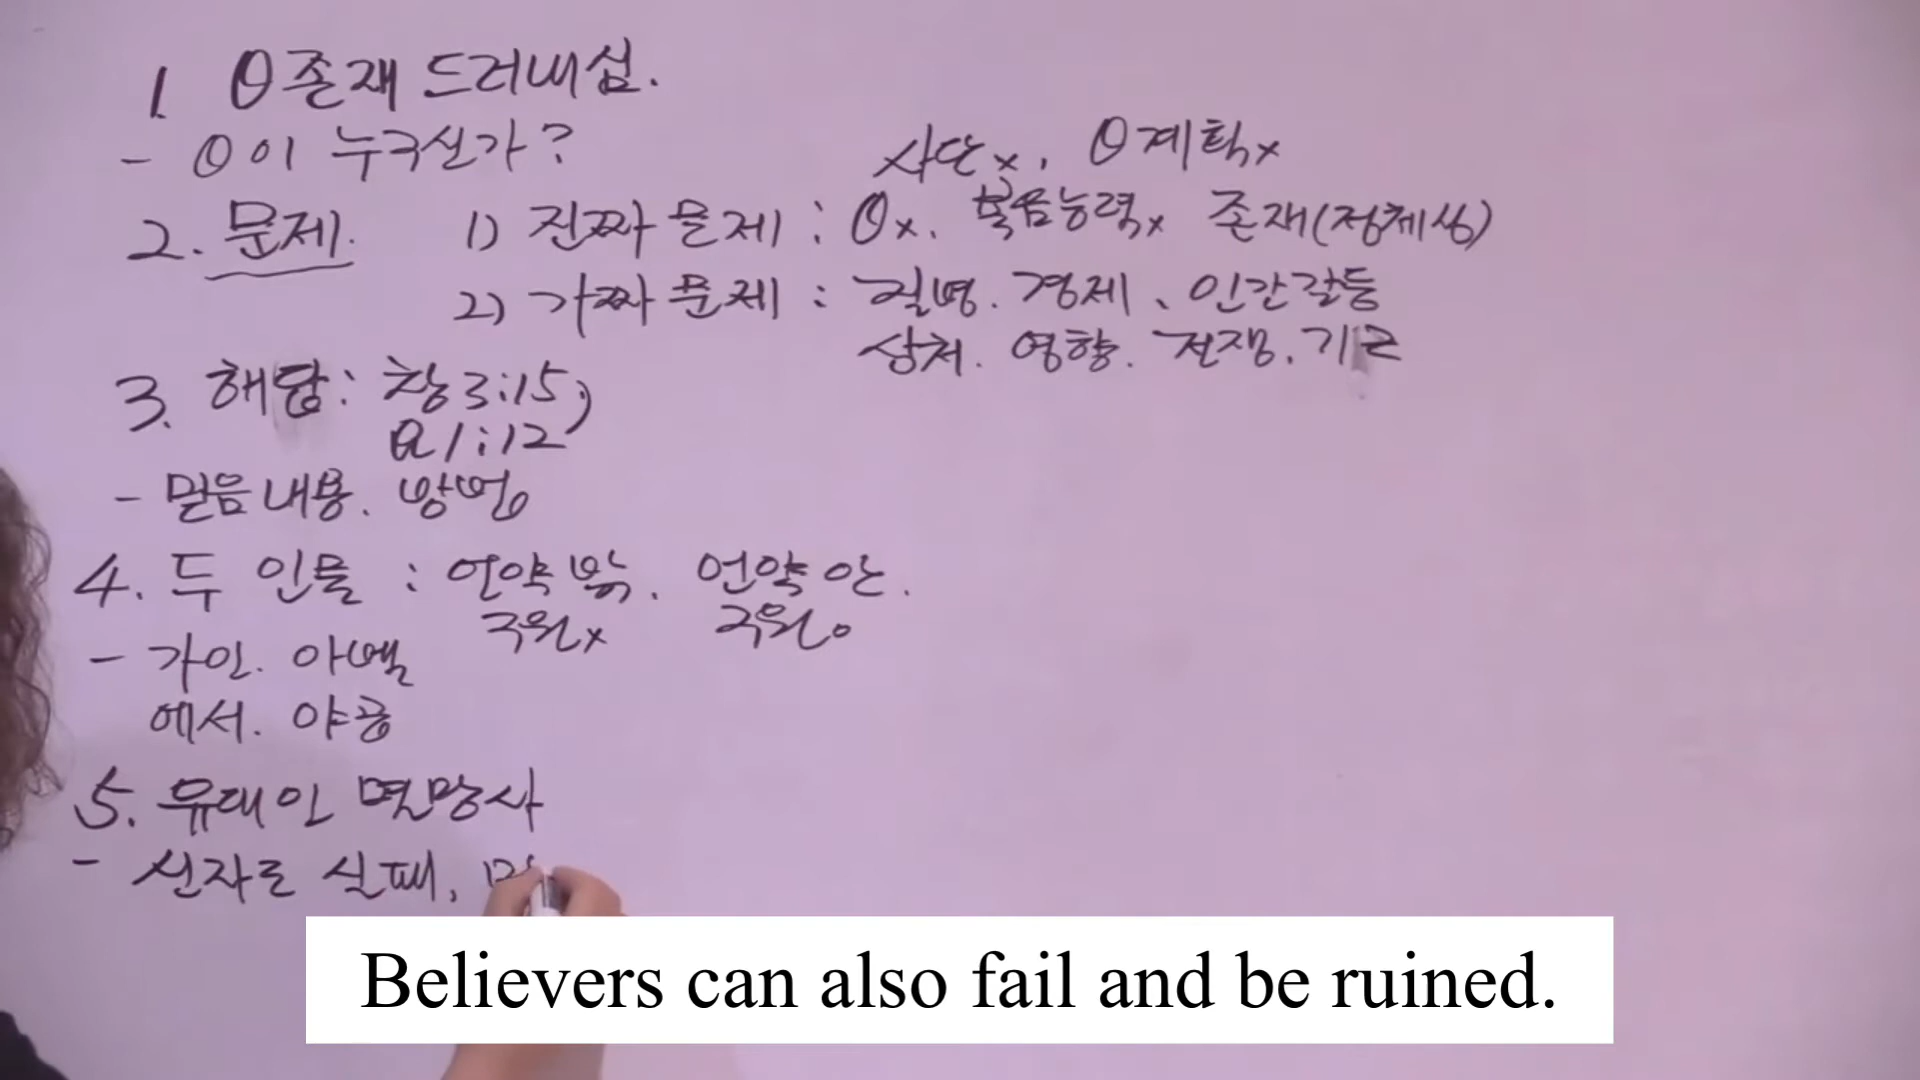 1. Θ존재 드러내심.
- Θ이 누구신가?
사단x, Θ계획x
2. 문제. 1) 진짜 문제 : Θx. 복음능력x 존재(정체성)
2) 가짜 문제 : 질병. 경제、인간갈등
상처. 영향. 전쟁. 기근
3. 해답: 창3:15,
요1:12
- 믿음내용. 방법
4. 두 인물 : 언약 밖. 언약 안.
구원x 구원o
- 가인. 아벨
에서. 야곱
5. 유대인 멸망사
- 신자도 실패,
Believers can also fail and be ruined.